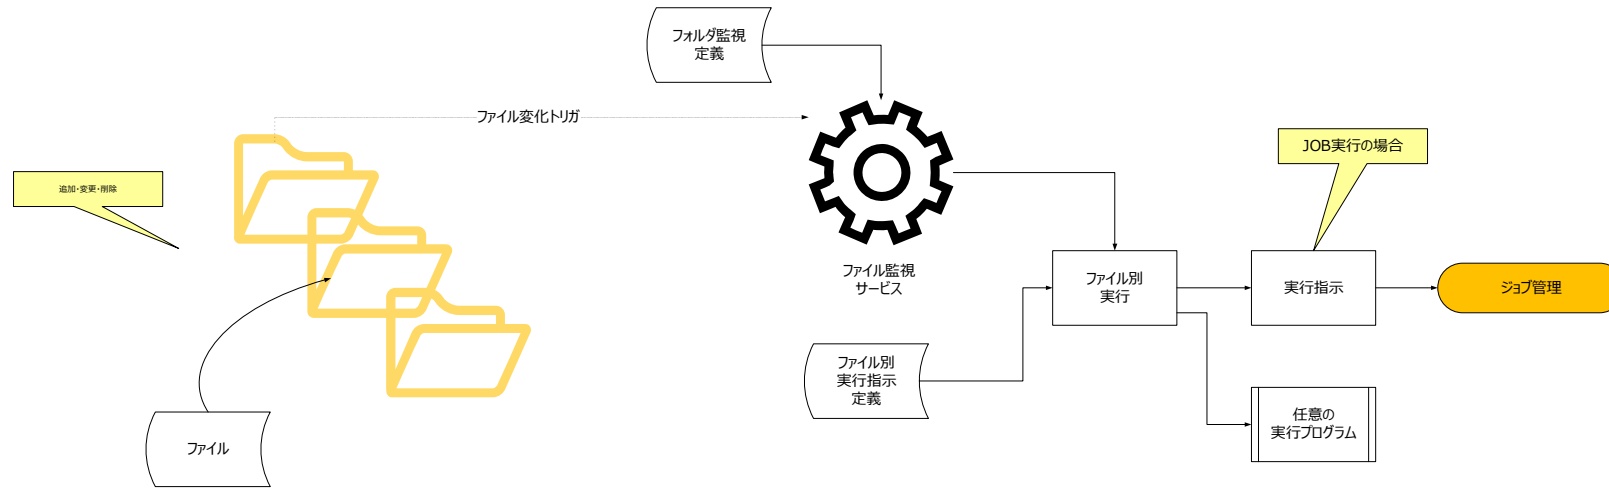 フォルダ監視
定義
ファイル変化トリガ
JOB実行の場合
追加・変更・削除
ファイル監視
サービス
ファイル別
実行
実行指示
ジョブ管理
ファイル別
実行指示
定義
任意の
実行プログラム
ファイル